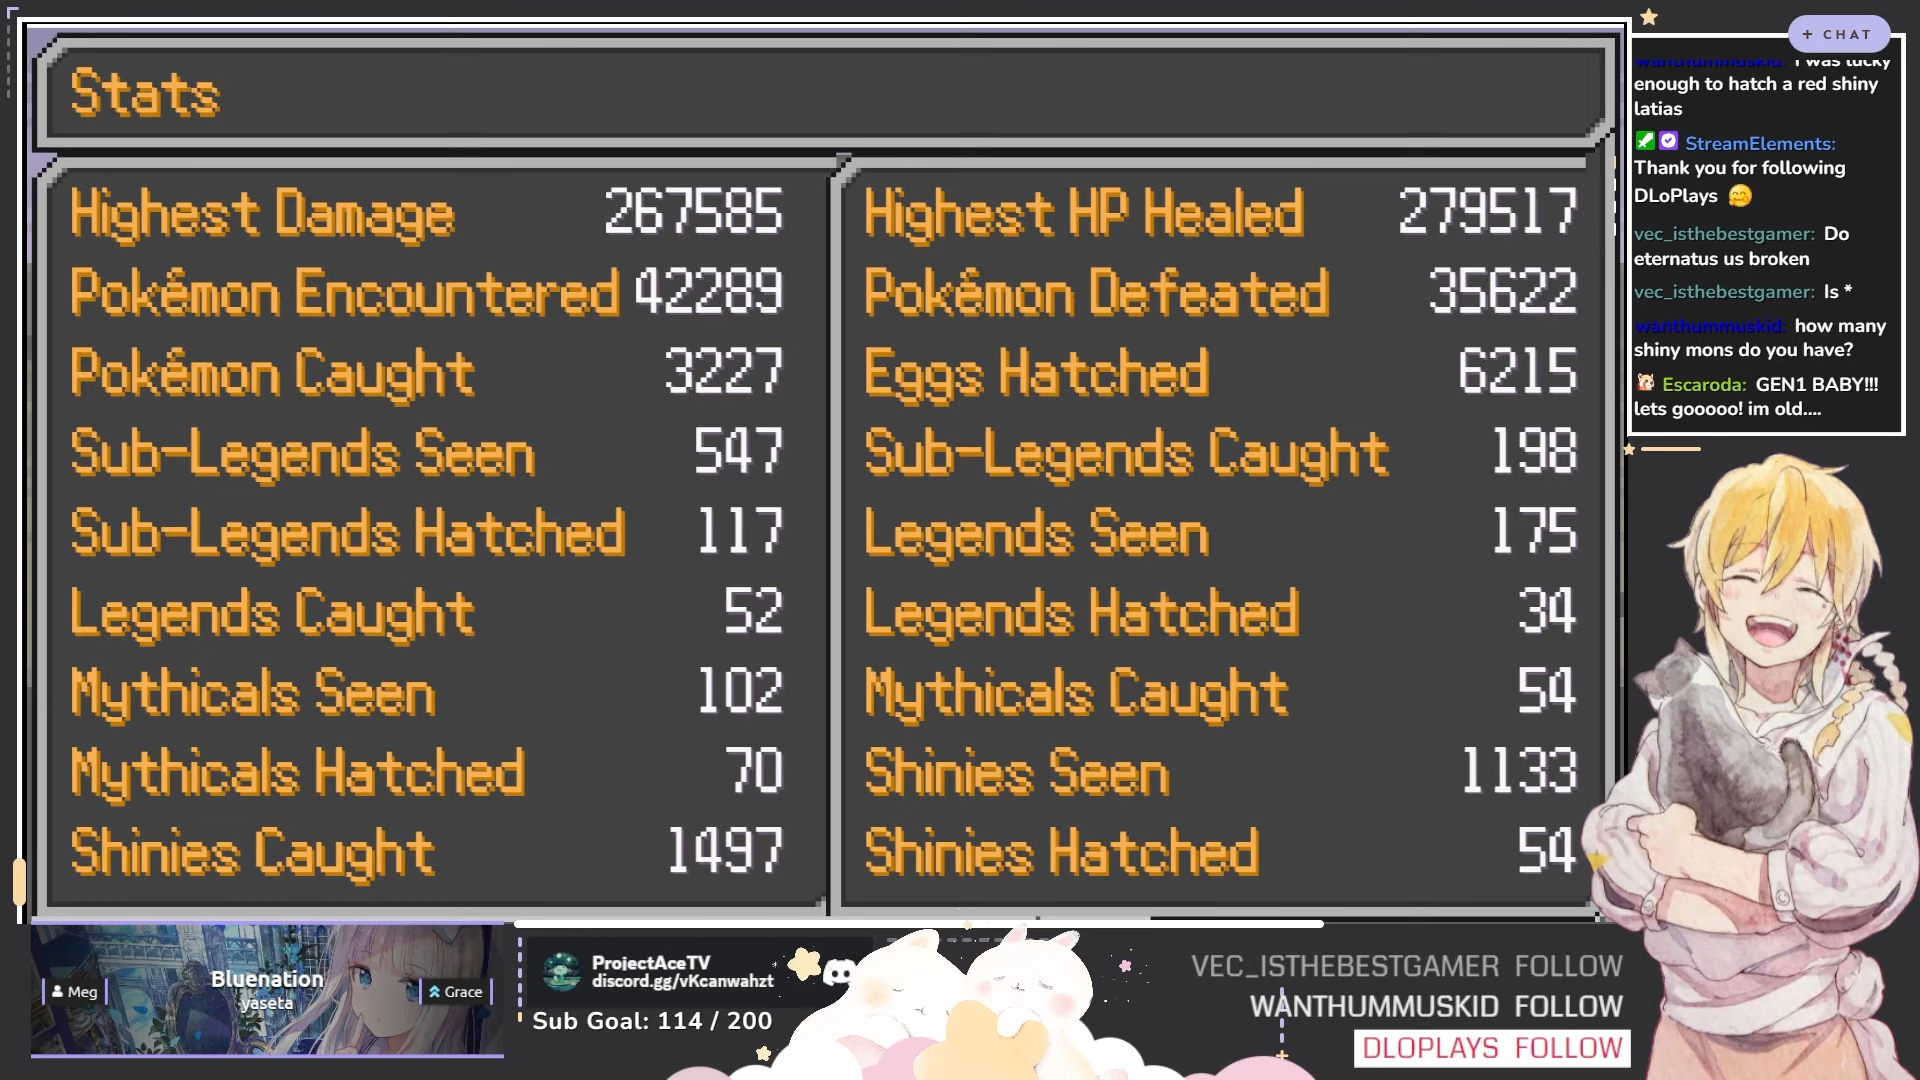 Stats
Highest Damage 267585
Highest HP Healed 279517
Pokémon Encountered 42289
Pokémon Defeated 35622
Pokémon Caught 3227
Eggs Hatched 6215
Sub-Legends Seen 547
Sub-Legends Caught 198
Sub-Legends Hatched 117
Legends Seen 175
Legends Caught 52
Legends Hatched 34
Mythicals Seen 102
Mythicals Caught 54
Mythicals Hatched 70
Shinies Seen 1133
Shinies Caught 1497
Shinies Hatched 54
+ CHAT
wanthummuskid: I was lucky
enough to hatch a red shiny
latias
StreamElements:
Thank you for following
DLoPlays 🤗
vec_isthebestgamer: Do
eternatus us broken
vec_isthebestgamer: Is *
wanthummuskid: how many
shiny mons do you have?
Escaroda: GEN1 BABY!!!
lets gooooo! im old....
Meg
Bluenation
yaseta
Grace
ProjectAceTV
discord.gg/vKcanwahzt
Sub Goal: 114 / 200
VEC_ISTHEBESTGAMER FOLLOW
WANTHUMMUSKID FOLLOW
DLOPLAYS FOLLOW